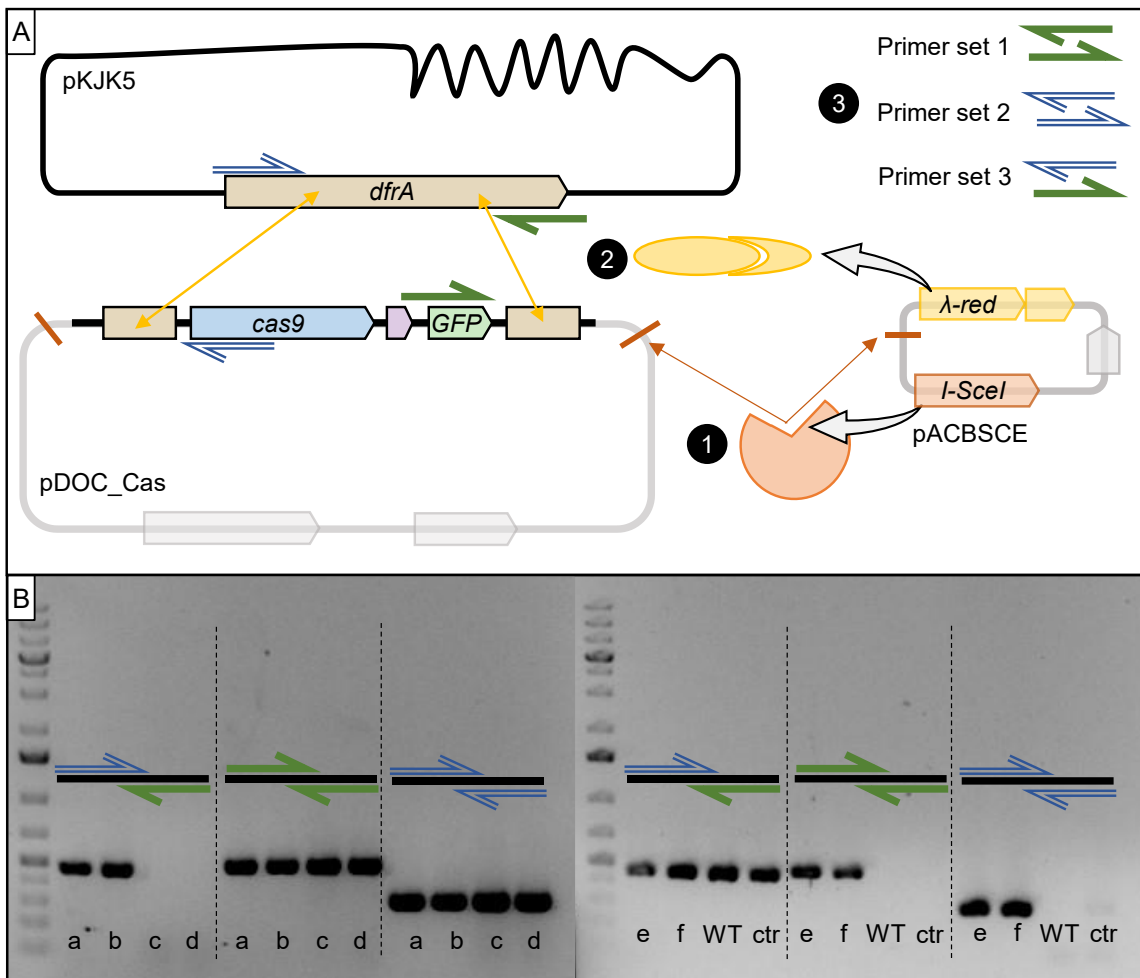 A
pKJK5
dfrA
Primer set 1
3
Primer set 2
Primer set 3
2
cas9
GFP
λ-red
I-SceI
1
pACBSCE
pDOC_Cas
B
a b c d a b c d a b c d
e f WT ctr e f WT ctr e f WT ctr